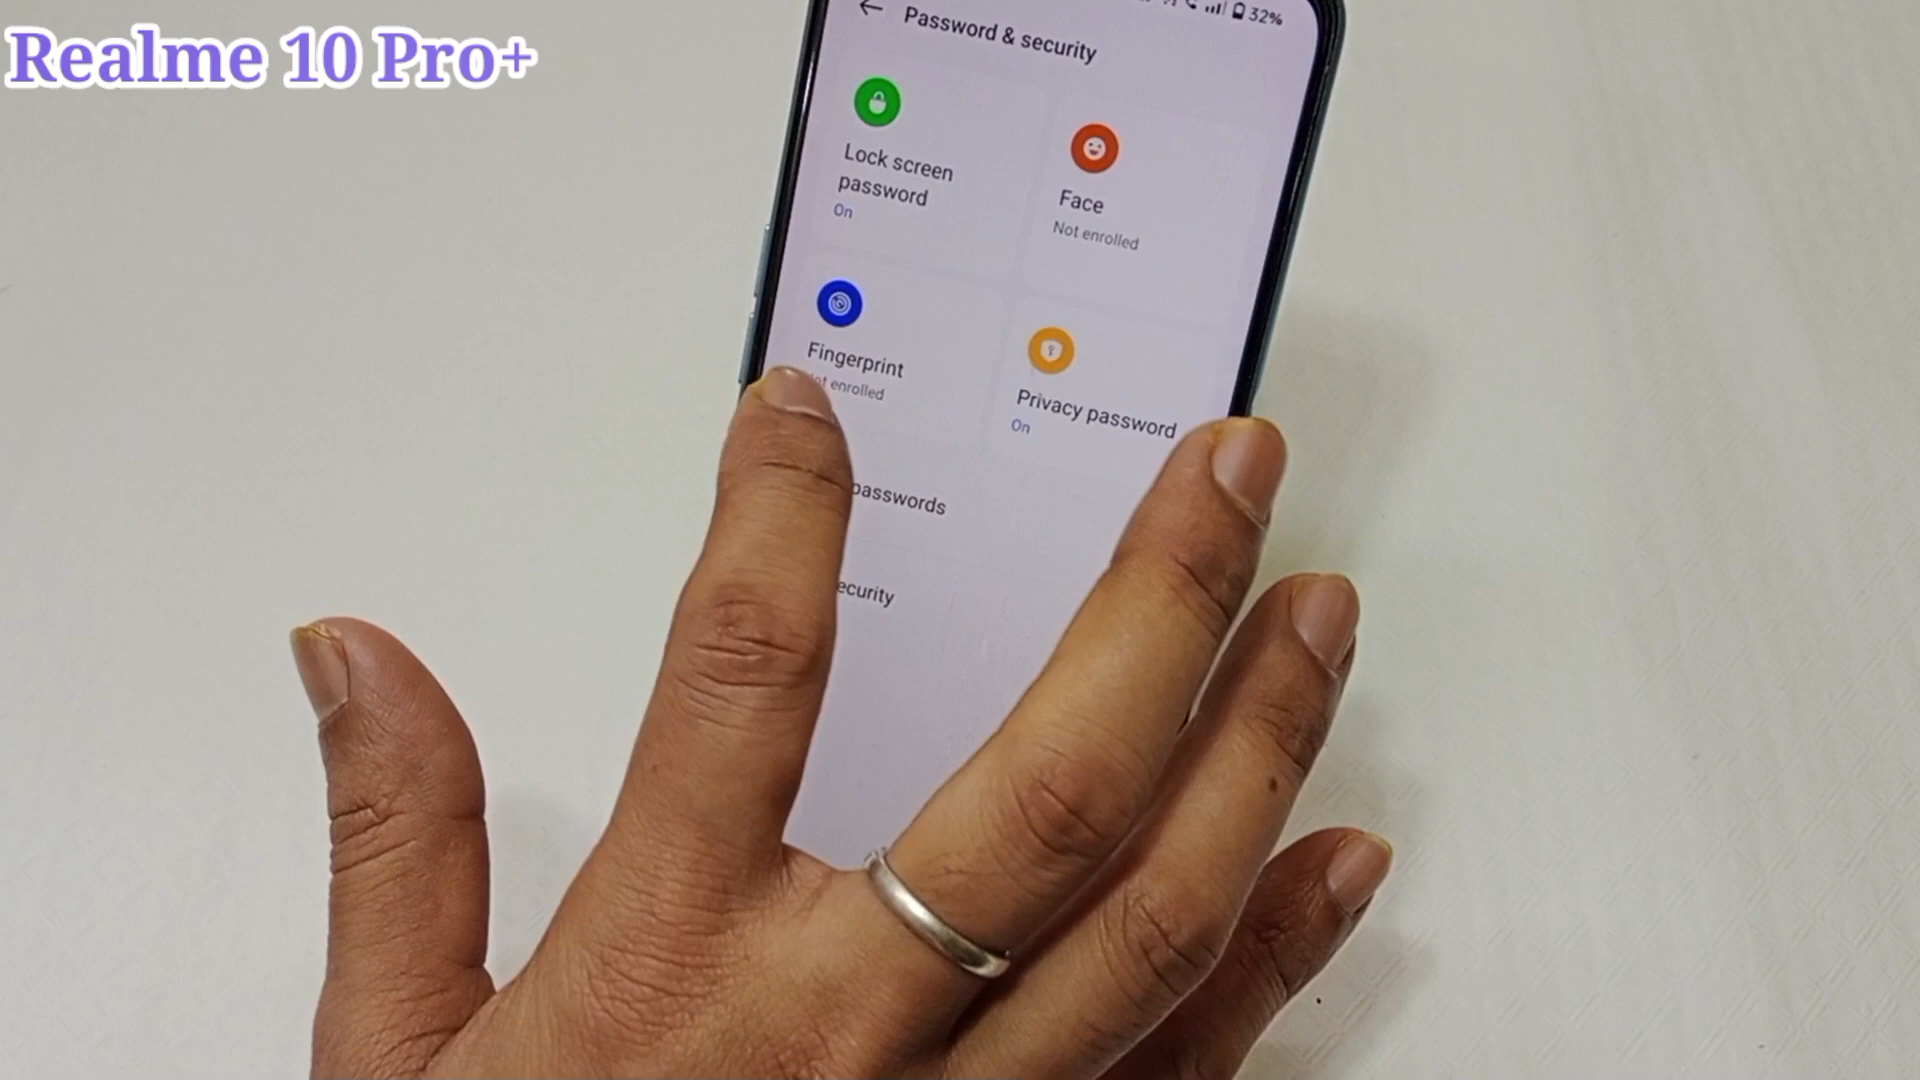 Realme 10 Pro+
32%
Password & security
Lock screen
password
On
Face
Not enrolled
Fingerprint
enrolled
Privacy password
On
passwords